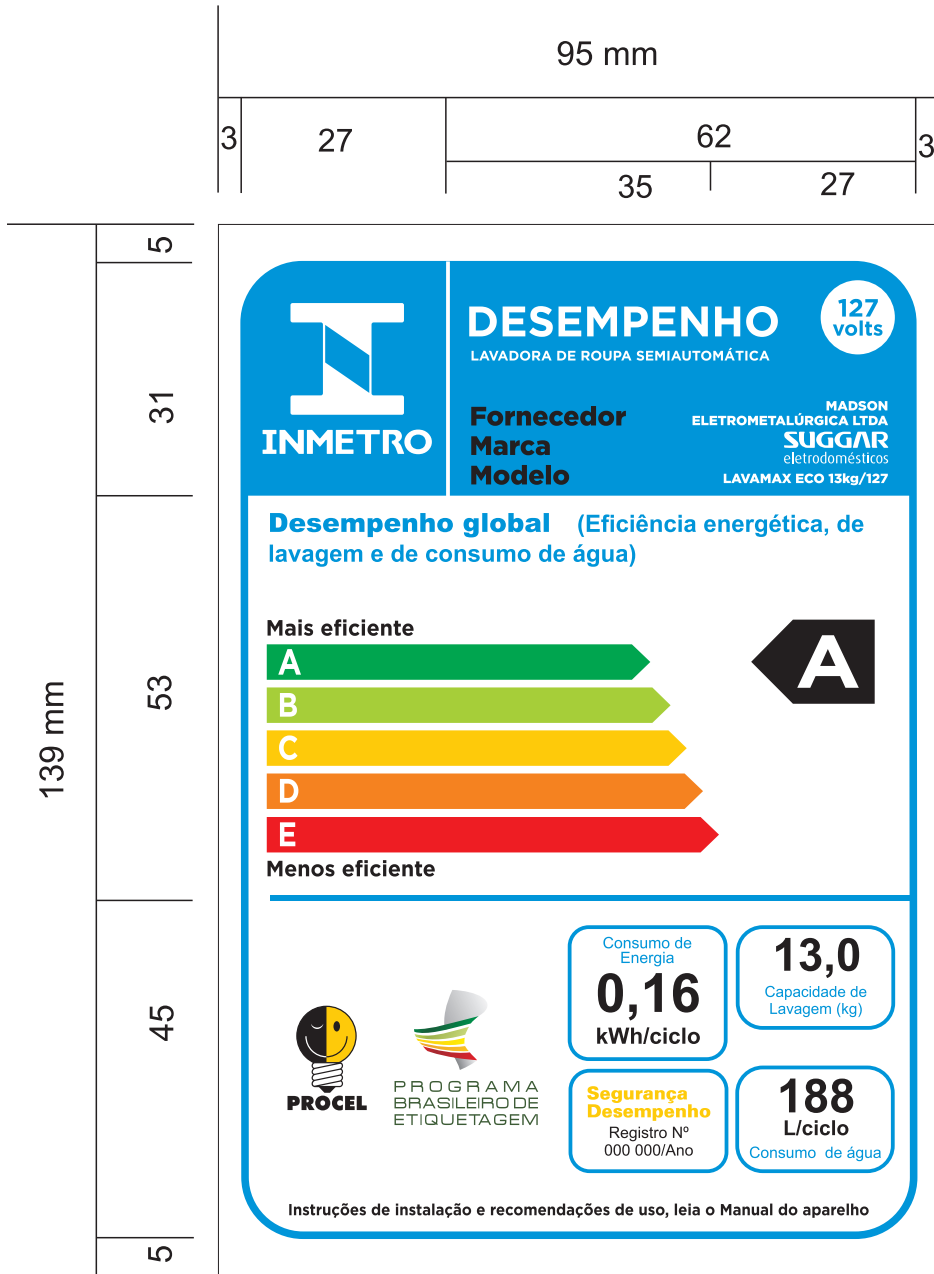 95 mm
3
27
62
3
35
27
5
31
53
139 mm
45
5
INMETRO
DESEMPENHO
LAVADORA DE ROUPA SEMIAUTOMÁTICA
127
volts
Fornecedor
Marca
Modelo
MADSON
ELETROMETALÚRGICA LTDA
SUGGAR
eletrodomésticos
LAVAMAX ECO 13kg/127
Desempenho global (Eficiência energética, de
lavagem e de consumo de água)
Mais eficiente
A
B
C
D
E
Menos eficiente
A
PROCEL
PROGRAMA
BRASILEIRO DE
ETIQUETAGEM
Consumo de
Energia
0,16
kWh/ciclo
13,0
Capacidade de
Lavagem (kg)
Segurança
Desempenho
Registro Nº
000 000/Ano
188
L/ciclo
Consumo de água
Instruções de instalação e recomendações de uso, leia o Manual do aparelho